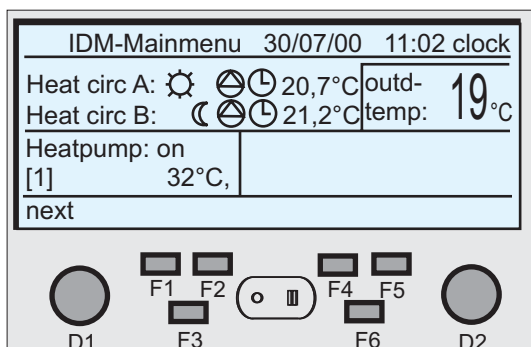 IDM-Mainmenu 30/07/00 11:02 clock
Heat circ A: 20,7°C outd-
Heat circ B: 21,2°C temp: 19°C
Heatpump: on
[1] 32°C,
next
F1 F2 F4 F5
D1 F3 F6 D2